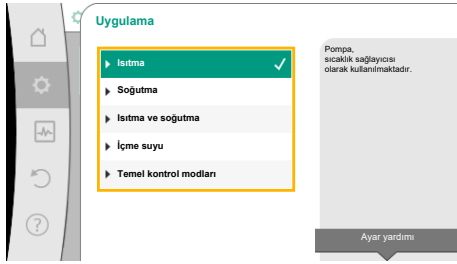 Uygulama
Isıtma
Soğutma
Isıtma ve soğutma
İçme suyu
Temel kontrol modları
Pompa,
sıcaklık sağlayıcısı
olarak kullanılmaktadır.
Ayar yardımı